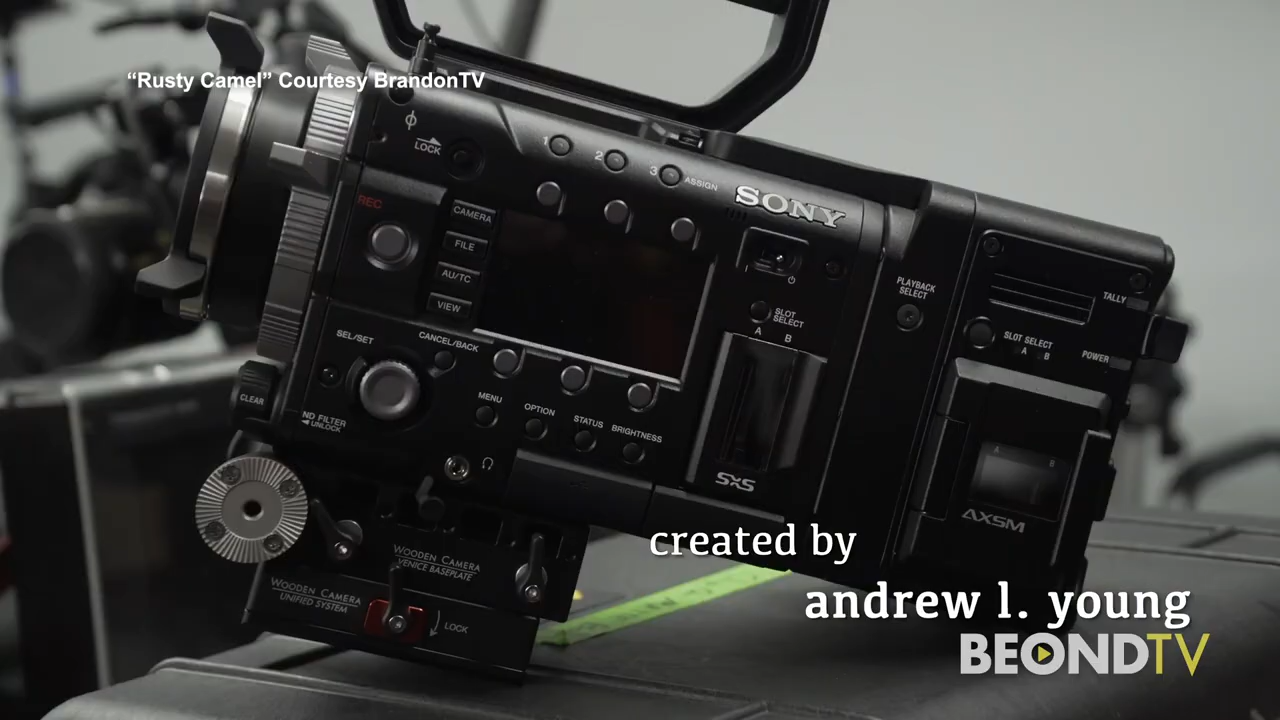 “Rusty Camel” Courtesy BrandonTV
LOCK
1 2 3 ASSIGN
SONY
REC
CAMERA
FILE
AU/TC
VIEW
PLAYBACK
SELECT
TALLY
SLOT
SELECT
A B
SLOT SELECT
A B
POWER
SEL/SET
CANCEL/BACK
CLEAR
ND FILTER
UNLOCK
MENU
OPTION
STATUS
BRIGHTNESS
A B
SXS
AXSM
WOODEN CAMERA
VENICE BASEPLATE
WOODEN CAMERA
UNIFIED SYSTEM
LOCK
created by
andrew l. young
BEONDTV